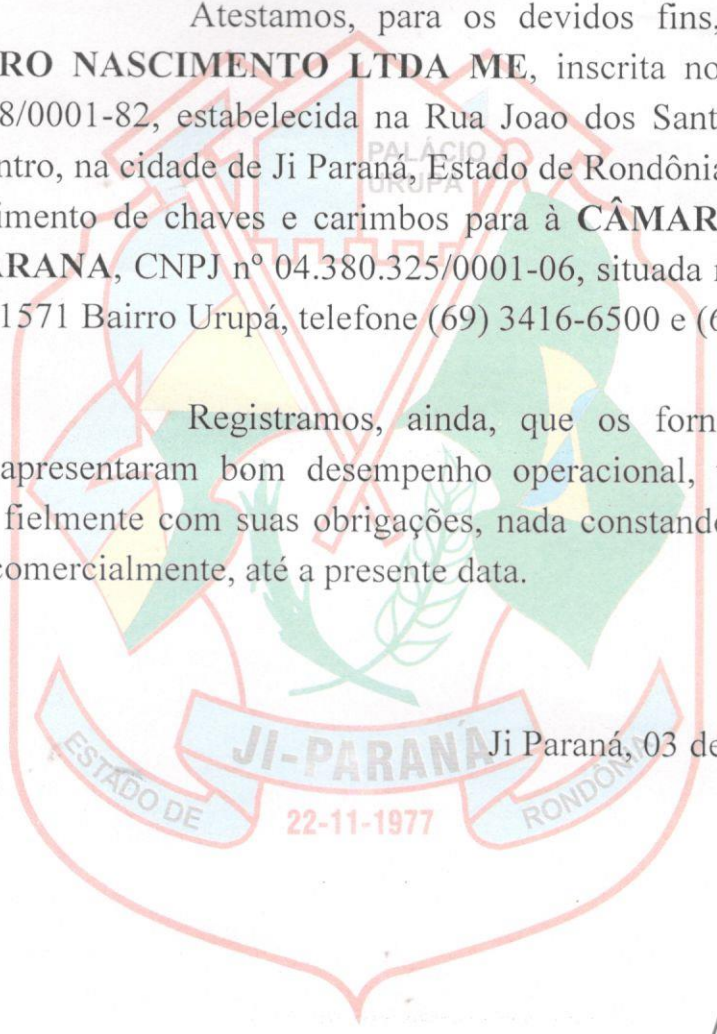 Atestamos, para os devidos fins,
RO NASCIMENTO LTDA ME, inscrita no
8/0001-82, estabelecida na Rua Joao dos Sant
ntro, na cidade de Ji Paraná, Estado de Rondônia
imento de chaves e carimbos para à CÂMAR
ARANA, CNPJ nº 04.380.325/0001-06, situada
1571 Bairro Urupá, telefone (69) 3416-6500 e (6
Registramos, ainda, que os forn
apresentaram bom desempenho operacional,
fielmente com suas obrigações, nada constando
comercialmente, até a presente data.
Ji Paraná, 03 de
PALÁCIO
URUPÁ
JI-PARANÁ
ESTADO DE
RONDÔNIA
22-11-1977